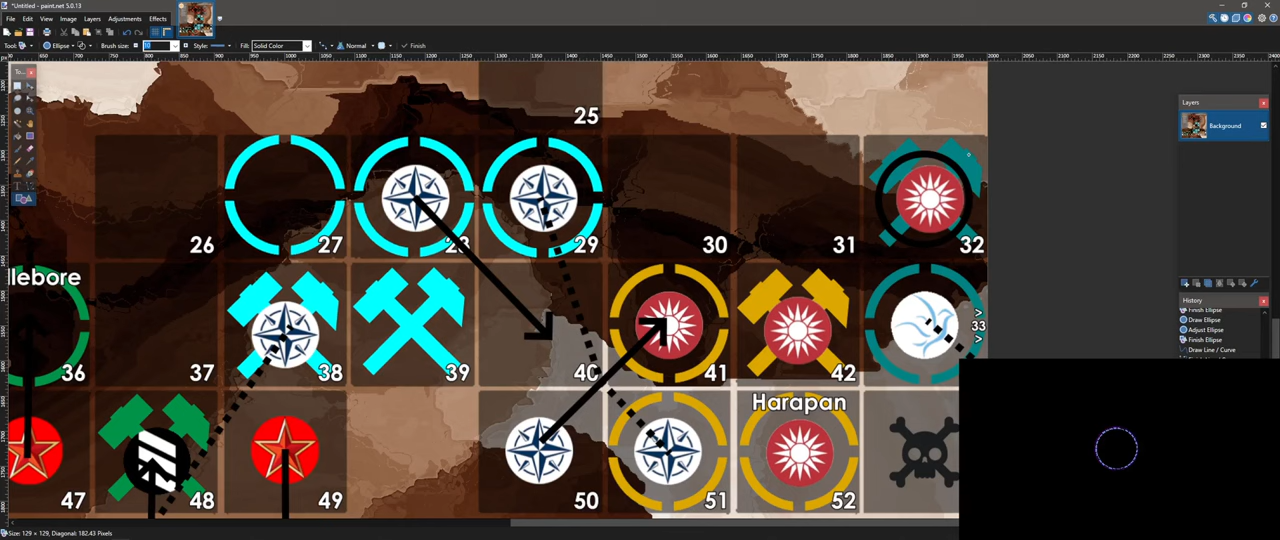 *Untitled - paint.net 5.0.13
File Edit View Image Layers Adjustments Effects
Tool: Ellipse Brush size: 10 Style: Fill: Solid Color Normal Finish
Layers
Background
History
Finish Ellipse
Draw Ellipse
Adjust Ellipse
Finish Ellipse
Draw Line / Curve
25
26 27 28 29 30 31 32
llebore
36 37 38 39 40 41 42
>
33
>
Harapan
47 48 49 50 51 52
Size: 129 × 129, Diagonal: 182.43 Pixels